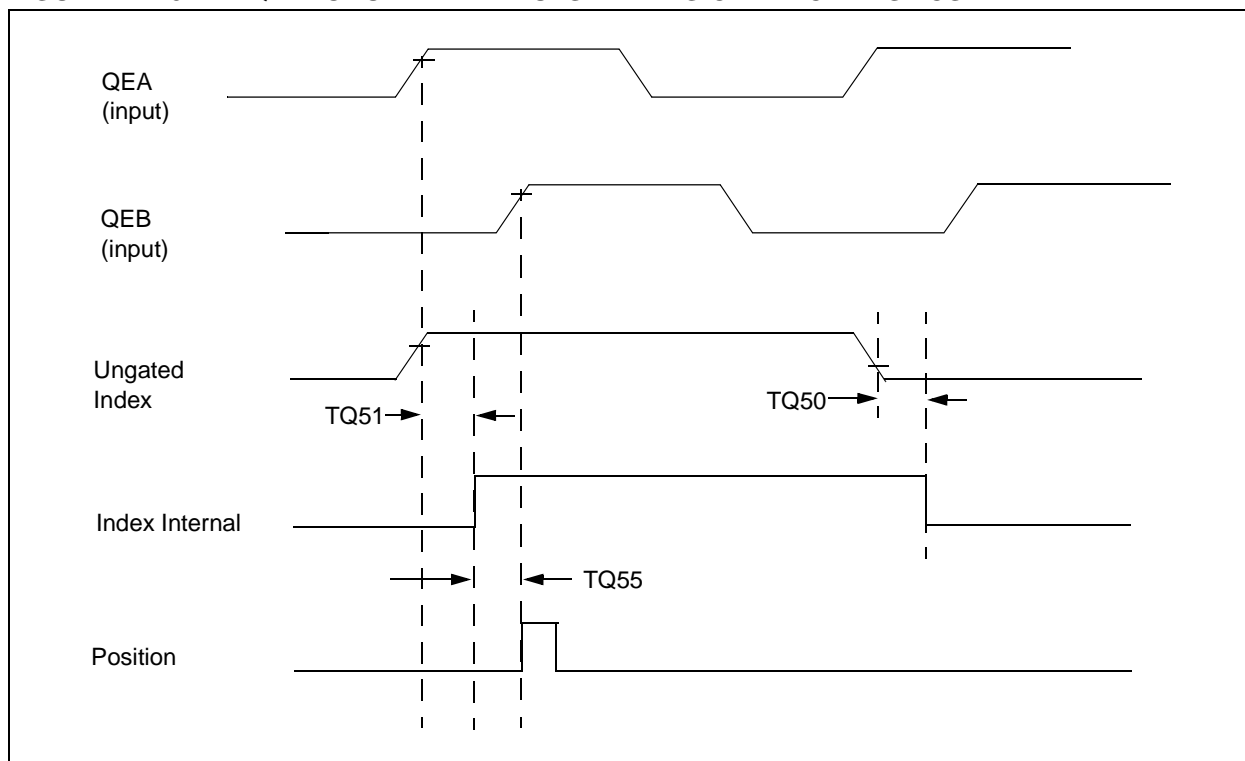 QEA
(input)
QEB
(input)
Ungated
Index
TQ51
TQ50
Index Internal
TQ55
Position